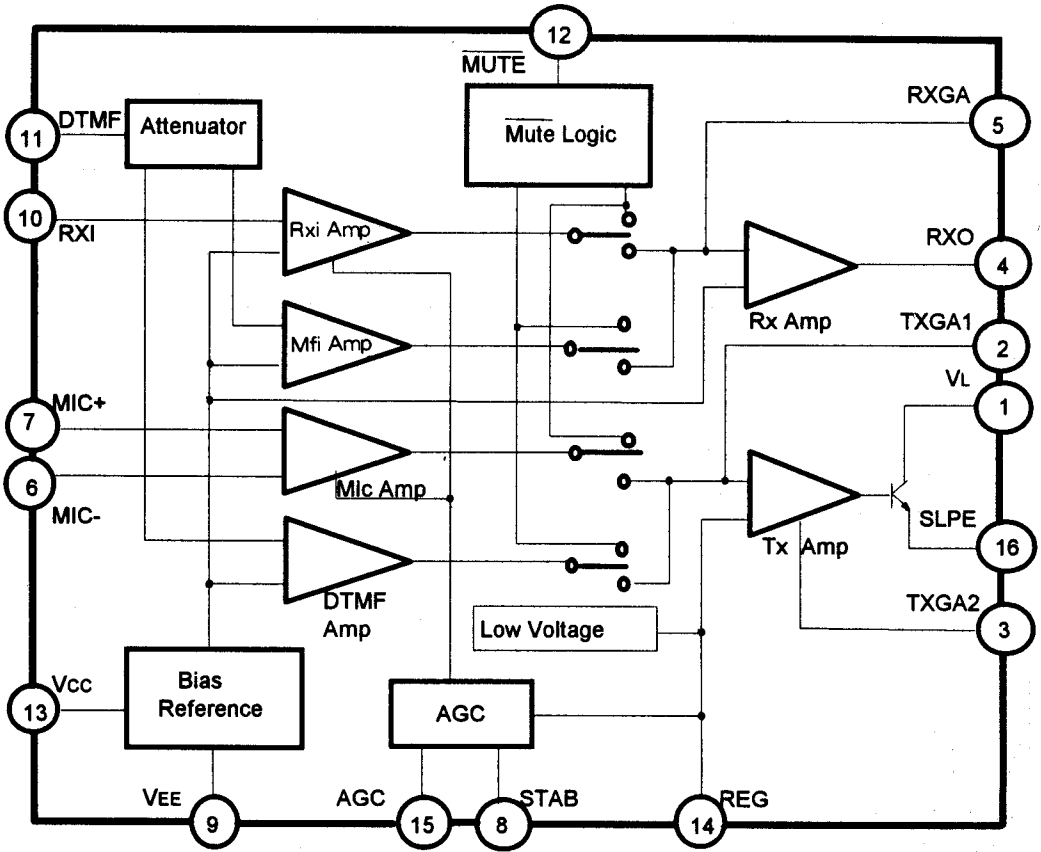 12
MUTE
RXGA
DTMF
Attenuator
Mute Logic
5
11
10
RXI
Rxi Amp
RXO
4
Mfi Amp
Rx Amp
TXGA1
2
VL
1
MIC+
7
6
MIC-
Mic Amp
Tx Amp
SLPE
16
DTMF
Amp
TXGA2
3
Low Voltage
Vcc
13
Bias
Reference
AGC
VEE
9
AGC
15
8
STAB
14
REG